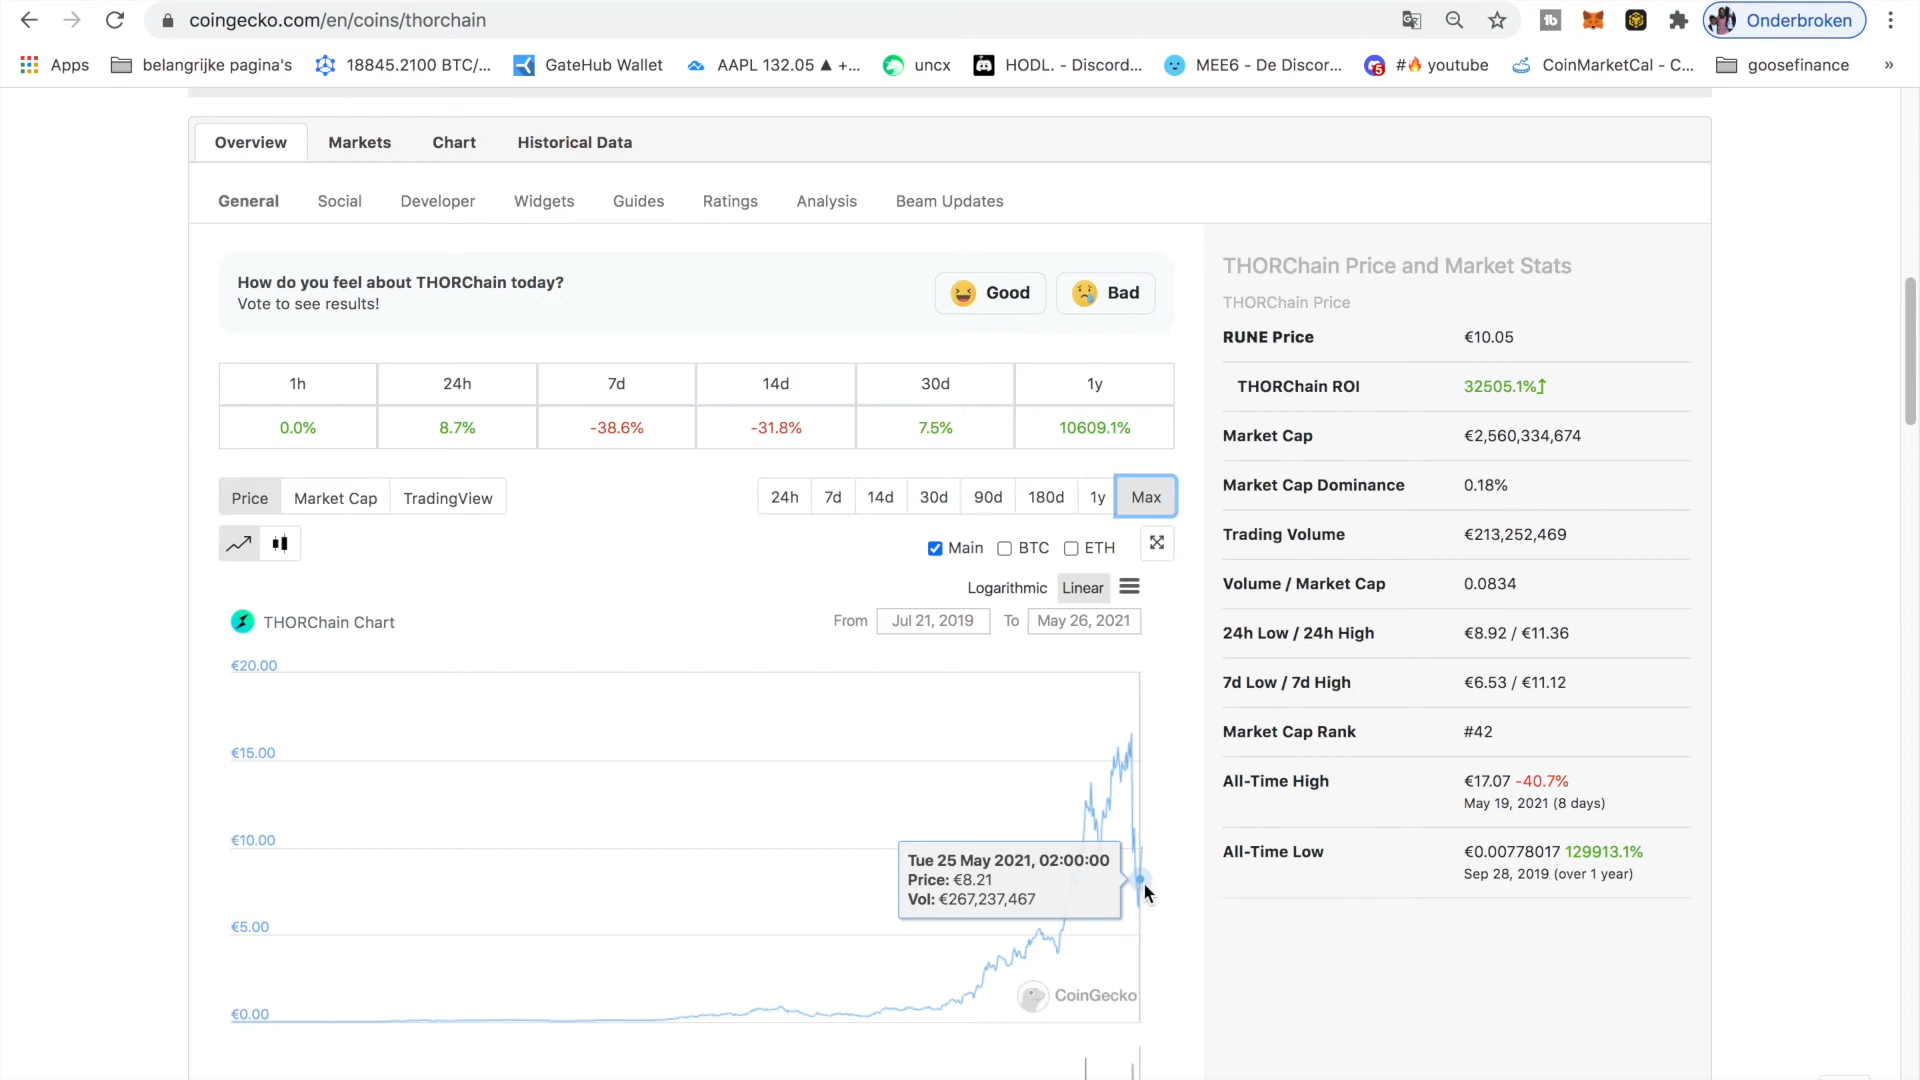 coingecko.com/en/coins/thorchain
Onderbroken
Apps
belangrijke pagina's
18845.2100 BTC/...
GateHub Wallet
AAPL 132.05 ▲ +...
uncx
HODL. - Discord...
MEE6 - De Discor...
5
#🔥 youtube
CoinMarketCal - C...
goosefinance
»
Overview
Markets
Chart
Historical Data
General
Social
Developer
Widgets
Guides
Ratings
Analysis
Beam Updates
How do you feel about THORChain today?
Vote to see results!
Good
Bad
1h 24h 7d 14d 30d 1y
0.0% 8.7% -38.6% -31.8% 7.5% 10609.1%
Price Market Cap TradingView
24h 7d 14d 30d 90d 180d 1y Max
Main BTC ETH
Logarithmic Linear
THORChain Chart
From Jul 21, 2019 To May 26, 2021
€20.00
€15.00
€10.00
€5.00
€0.00
Tue 25 May 2021, 02:00:00
Price: €8.21
Vol: €267,237,467
CoinGecko
THORChain Price and Market Stats
THORChain Price
RUNE Price €10.05
THORChain ROI 32505.1%
Market Cap €2,560,334,674
Market Cap Dominance 0.18%
Trading Volume €213,252,469
Volume / Market Cap 0.0834
24h Low / 24h High €8.92 / €11.36
7d Low / 7d High €6.53 / €11.12
Market Cap Rank #42
All-Time High €17.07 -40.7%
May 19, 2021 (8 days)
All-Time Low €0.00778017 129913.1%
Sep 28, 2019 (over 1 year)